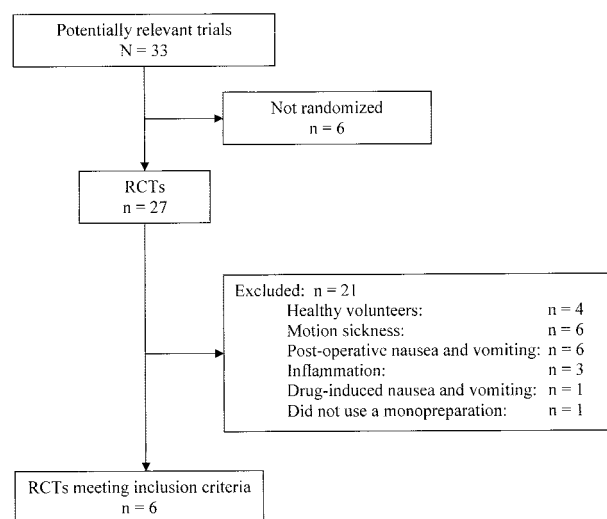 Potentially relevant trials
N = 33
Not randomized
n = 6
RCTs
n = 27
Excluded: n = 21
Healthy volunteers: n = 4
Motion sickness: n = 6
Post-operative nausea and vomiting: n = 6
Inflammation: n = 3
Drug-induced nausea and vomiting: n = 1
Did not use a monopreparation: n = 1
RCTs meeting inclusion criteria
n = 6